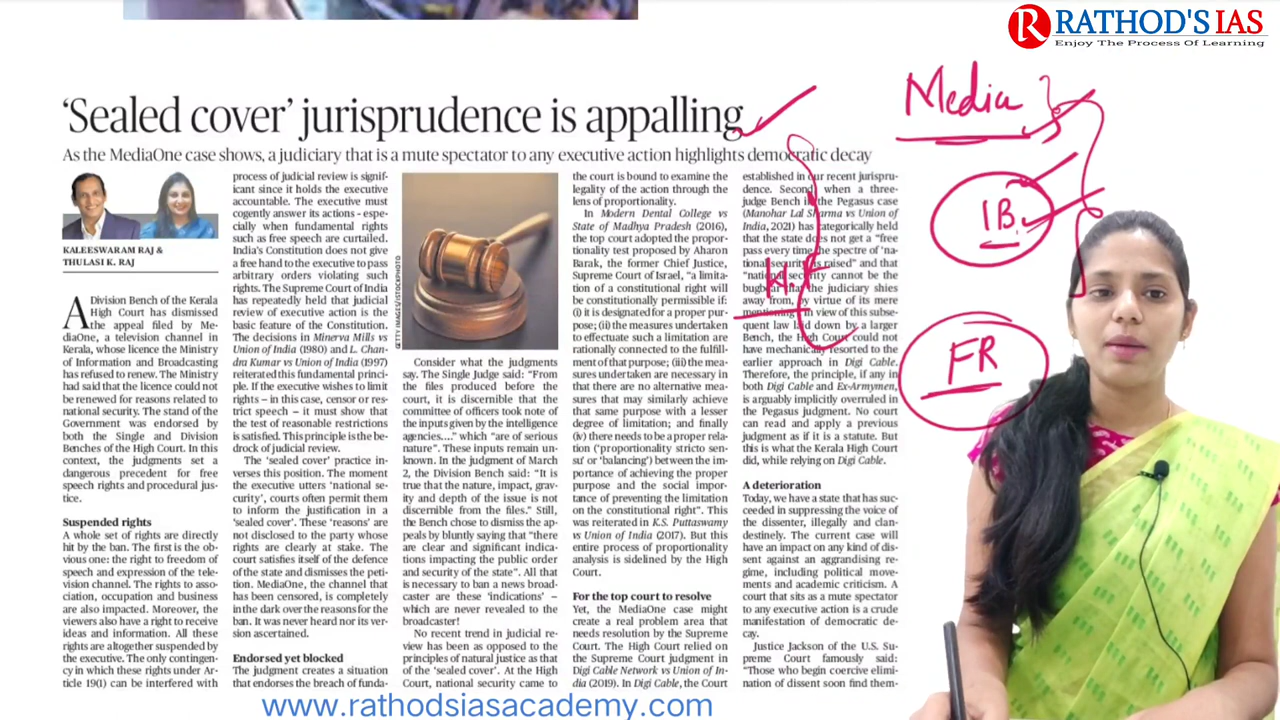 RATHOD'S IAS
Enjoy The Process Of Learning
'Sealed cover' jurisprudence is appalling
As the MediaOne case shows, a judiciary that is a mute spectator to any executive action highlights democratic decay
Media
IB.
FR
H.R
KALEESWARAM RAJ &
THULASI K. RAJ
A Division Bench of the Kerala
High Court has dismissed
the appeal filed by Me-
diaOne, a television channel in
Kerala, whose licence the Ministry
of Information and Broadcasting
has refused to renew. The Ministry
had said that the licence could not
be renewed for reasons related to
national security. The stand of the
Government was endorsed by
both the Single and Division
Benches of the High Court. In this
context, the judgments set a
dangerous precedent for free
speech rights and procedural jus-
tice.
Suspended rights
A whole set of rights are directly
hit by the ban. The first is the ob-
vious one: the right to freedom of
speech and expression of the tele-
vision channel. The rights to asso-
ciation, occupation and business
are also impacted. Moreover, the
viewers also have a right to receive
ideas and information. All these
rights are altogether suspended by
the executive. The only contingen-
cy in which these rights under Ar-
ticle 19(1) can be interfered with
process of judicial review is signif-
icant since it holds the executive
accountable. The executive must
cogently answer its actions - espe-
cially when fundamental rights
such as free speech are curtailed.
India's Constitution does not give
a free hand to the executive to pass
arbitrary orders violating such
rights. The Supreme Court of India
has repeatedly held that judicial
review of executive action is the
basic feature of the Constitution.
The decisions in Minerva Mills vs
Union of India (1980) and L. Chan-
dra Kumar vs Union of India (1997)
reiterated this fundamental princi-
ple. If the executive wishes to limit
rights – in this case, censor or res-
trict speech – it must show that
the test of reasonable restrictions
is satisfied. This principle is the be-
drock of judicial review.
The 'sealed cover' practice in-
verses this position. The moment
the executive utters 'national se-
curity', courts often permit them
to inform the justification in a
'sealed cover'. These 'reasons' are
not disclosed to the party whose
rights are clearly at stake. The
court satisfies itself of the defence
of the state and dismisses the peti-
tion. MediaOne, the channel that
has been censored, is completely
in the dark over the reasons for the
ban. It was never heard nor its ver-
sion ascertained.
Endorsed yet blocked
The judgment creates a situation
that endorses the breach of funda-
GETTY IMAGES/ISTOCKPHOTO
Consider what the judgments
say. The Single Judge said: "From
the files produced before the
court, it is discernible that the
committee of officers took note of
the inputs given by the intelligence
agencies...." which "are of serious
nature". These inputs remain un-
known. In the judgment of March
2, the Division Bench said: "It is
true that the nature, impact, grav-
ity and depth of the issue is not
discernible from the files." Still,
the Bench chose to dismiss the ap-
peals by bluntly saying that "there
are clear and significant indica-
tions impacting the public order
and security of the state". All that
is necessary to ban a news broad-
caster are these 'indications' –
which are never revealed to the
broadcaster!
No recent trend in judicial re-
view has been as opposed to the
principles of natural justice as that
of the 'sealed cover'. At the High
Court, national security came to
the court is bound to examine the
legality of the action through the
lens of proportionality.
In Modern Dental College vs
State of Madhya Pradesh (2016),
the top court adopted the propor-
tionality test proposed by Aharon
Barak, the former Chief Justice,
Supreme Court of Israel, "a limita-
tion of a constitutional right will
be constitutionally permissible if:
(i) it is designated for a proper pur-
pose; (ii) the measures undertaken
to effectuate such a limitation are
rationally connected to the fulfill-
ment of that purpose; (iii) the mea-
sures undertaken are necessary in
that there are no alternative mea-
sures that may similarly achieve
that same purpose with a lesser
degree of limitation; and finally
(iv) there needs to be a proper rela-
tion ('proportionality stricto sen-
su' or 'balancing') between the im-
portance of achieving the proper
purpose and the social impor-
tance of preventing the limitation
on the constitutional right". This
was reiterated in K.S. Puttaswamy
vs Union of India (2017). But this
entire process of proportionality
analysis is sidelined by the High
Court.
For the top court to resolve
Yet, the MediaOne case might
create a real problem area that
needs resolution by the Supreme
Court. The High Court relied on
the Supreme Court judgment in
Digi Cable Network vs Union of In-
dia (2019). In Digi Cable, the Court
established in our recent jurispru-
dence. Second, when a three-
judge Bench in the Pegasus case
(Manohar Lal Sharma vs Union of
India, 2021) has categorically held
that the state does not get a "free
pass every time the spectre of 'na-
tional security' is raised" and that
"national security cannot be the
bugbear that the judiciary shies
away from, by virtue of its mere
mentioning", in view of this subse-
quent law laid down by a larger
Bench, the High Court could not
have mechanically resorted to the
earlier approach in Digi Cable.
Therefore, the principle, if any in
both Digi Cable and Ex-Armymen,
is arguably implicitly overruled in
the Pegasus judgment. No court
can read and apply a previous
judgment as if it is a statute. But
this is what the Kerala High Court
did, while relying on Digi Cable.
A deterioration
Today, we have a state that has suc-
ceeded in suppressing the voice of
the dissenter, illegally and clan-
destinely. The current case will
have an impact on any kind of dis-
sent against an aggrandising re-
gime, including political move-
ments and academic criticism. A
court that sits as a mute spectator
to any executive action is a crude
manifestation of democratic de-
cay.
Justice Jackson of the U.S. Su-
preme Court famously said:
"Those who begin coercive elimi-
nation of dissent soon find them-
www.rathodsiasacademy.com